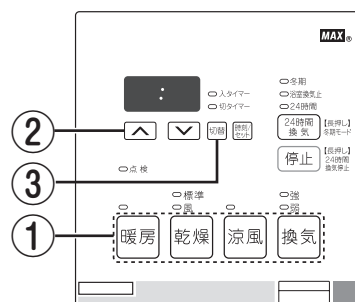 MAX
:
入タイマー
切タイマー
冬期
浴室換気止
24時間
②
切替
時刻/
セット
24時間
換気
【長押し】
冬期モード
③
点検
停止
【長押し】
24時間
換気停止
標準
風
強
弱
①
暖房
乾燥
涼風
換気